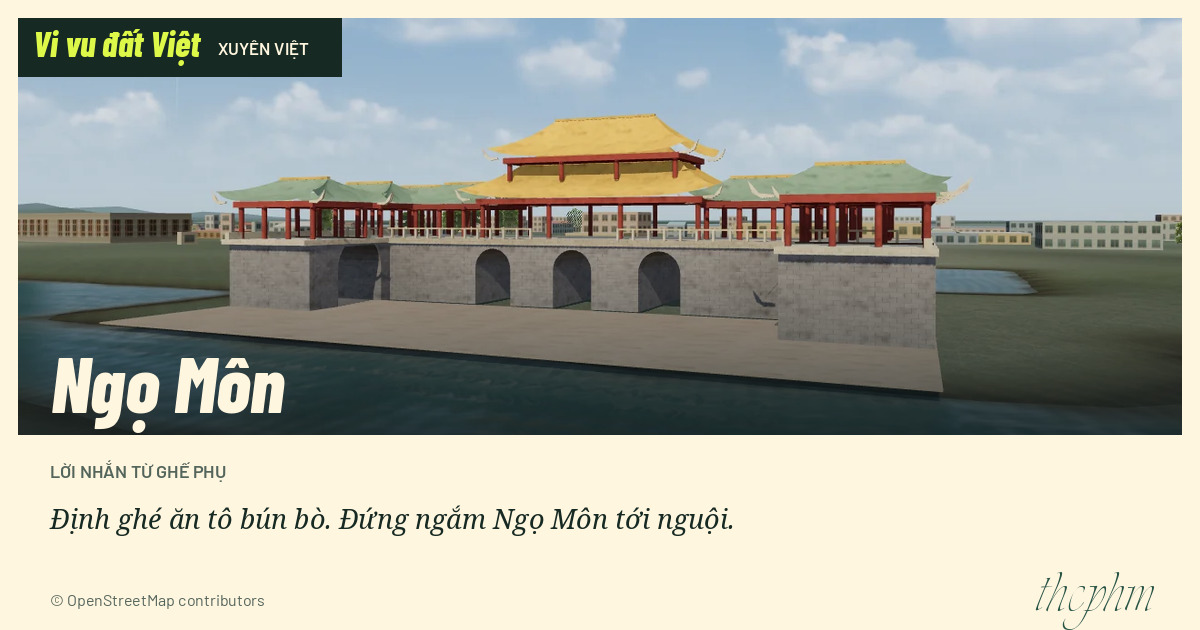 Vi vu đất Việt XUYÊN VIỆT
Ngọ Môn
LỜI NHẮN TỪ GHẾ PHỤ
Định ghé ăn tô bún bò. Đứng ngắm Ngọ Môn tới nguội.
© OpenStreetMap contributors
thcphm